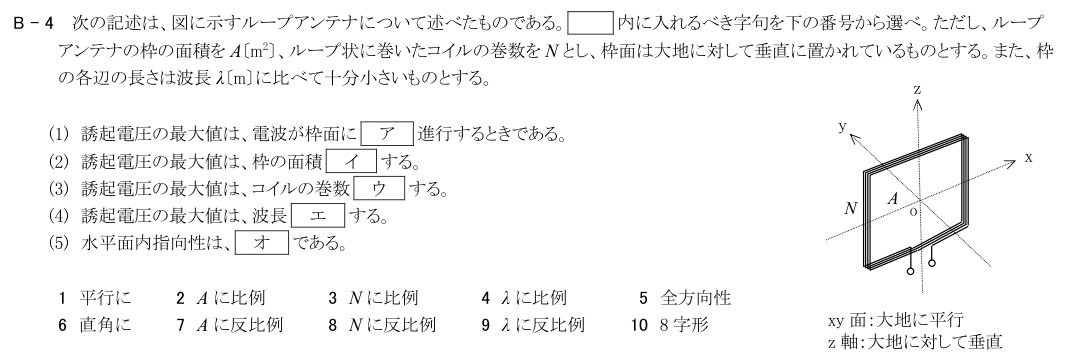 B－4 次の記述は、図に示すループアンテナについて述べたものである。□内に入れるべき字句を下の番号から選べ。ただし、ループ
アンテナの枠の面積を A〔m²〕、ループ状に巻いたコイルの巻数を N とし、枠面は大地に対して垂直に置かれているものとする。また、枠
の各辺の長さは波長 λ〔m〕に比べて十分小さいものとする。
(1) 誘起電圧の最大値は、電波が枠面に ア 進行するときである。
(2) 誘起電圧の最大値は、枠の面積 イ する。
(3) 誘起電圧の最大値は、コイルの巻数 ウ する。
(4) 誘起電圧の最大値は、波長 エ する。
(5) 水平面内指向性は、 オ である。
1 平行に 2 A に比例 3 N に比例 4 λ に比例 5 全方向性
6 直角に 7 A に反比例 8 N に反比例 9 λ に反比例 10 8 字形
z
y
x
N
A
o
xy 面：大地に平行
z 軸：大地に対して垂直